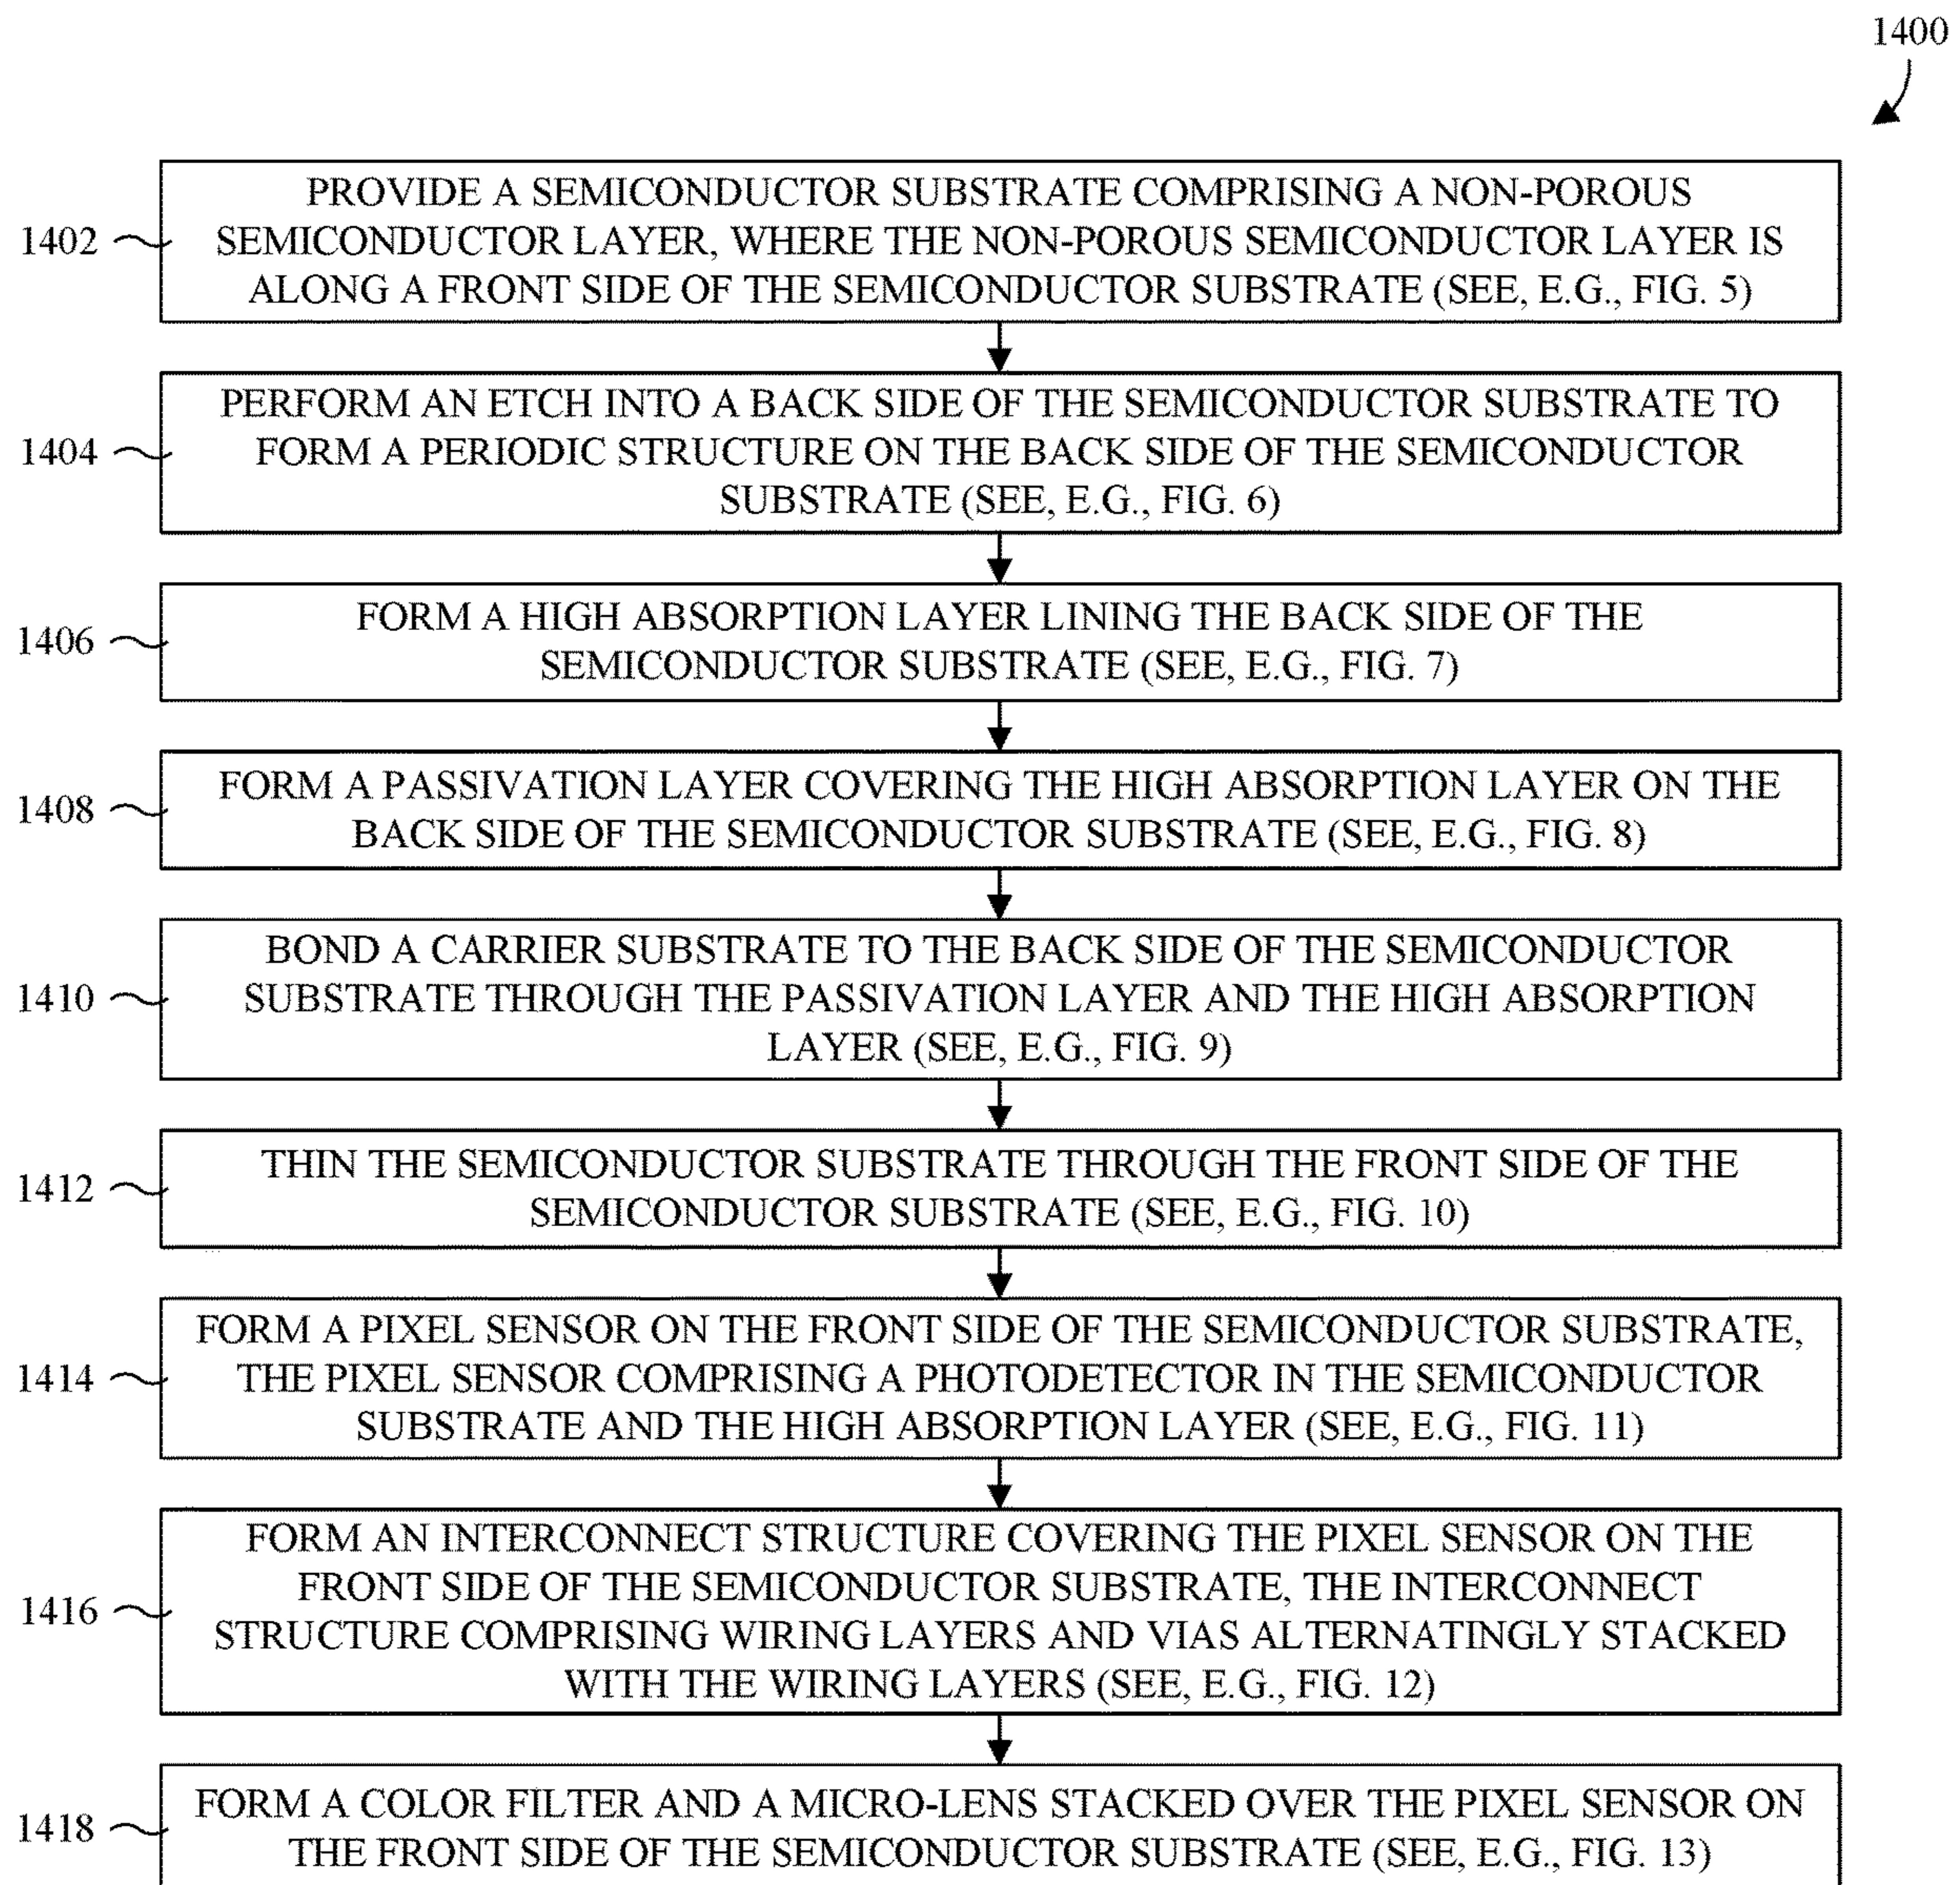 1400
1402
PROVIDE A SEMICONDUCTOR SUBSTRATE COMPRISING A NON-POROUS
SEMICONDUCTOR LAYER, WHERE THE NON-POROUS SEMICONDUCTOR LAYER IS
ALONG A FRONT SIDE OF THE SEMICONDUCTOR SUBSTRATE (SEE, E.G., FIG. 5)
1404
PERFORM AN ETCH INTO A BACK SIDE OF THE SEMICONDUCTOR SUBSTRATE TO
FORM A PERIODIC STRUCTURE ON THE BACK SIDE OF THE SEMICONDUCTOR
SUBSTRATE (SEE, E.G., FIG. 6)
1406
FORM A HIGH ABSORPTION LAYER LINING THE BACK SIDE OF THE
SEMICONDUCTOR SUBSTRATE (SEE, E.G., FIG. 7)
1408
FORM A PASSIVATION LAYER COVERING THE HIGH ABSORPTION LAYER ON THE
BACK SIDE OF THE SEMICONDUCTOR SUBSTRATE (SEE, E.G., FIG. 8)
1410
BOND A CARRIER SUBSTRATE TO THE BACK SIDE OF THE SEMICONDUCTOR
SUBSTRATE THROUGH THE PASSIVATION LAYER AND THE HIGH ABSORPTION
LAYER (SEE, E.G., FIG. 9)
1412
THIN THE SEMICONDUCTOR SUBSTRATE THROUGH THE FRONT SIDE OF THE
SEMICONDUCTOR SUBSTRATE (SEE, E.G., FIG. 10)
1414
FORM A PIXEL SENSOR ON THE FRONT SIDE OF THE SEMICONDUCTOR SUBSTRATE,
THE PIXEL SENSOR COMPRISING A PHOTODETECTOR IN THE SEMICONDUCTOR
SUBSTRATE AND THE HIGH ABSORPTION LAYER (SEE, E.G., FIG. 11)
1416
FORM AN INTERCONNECT STRUCTURE COVERING THE PIXEL SENSOR ON THE
FRONT SIDE OF THE SEMICONDUCTOR SUBSTRATE, THE INTERCONNECT
STRUCTURE COMPRISING WIRING LAYERS AND VIAS ALTERNATINGLY STACKED
WITH THE WIRING LAYERS (SEE, E.G., FIG. 12)
1418
FORM A COLOR FILTER AND A MICRO-LENS STACKED OVER THE PIXEL SENSOR ON
THE FRONT SIDE OF THE SEMICONDUCTOR SUBSTRATE (SEE, E.G., FIG. 13)